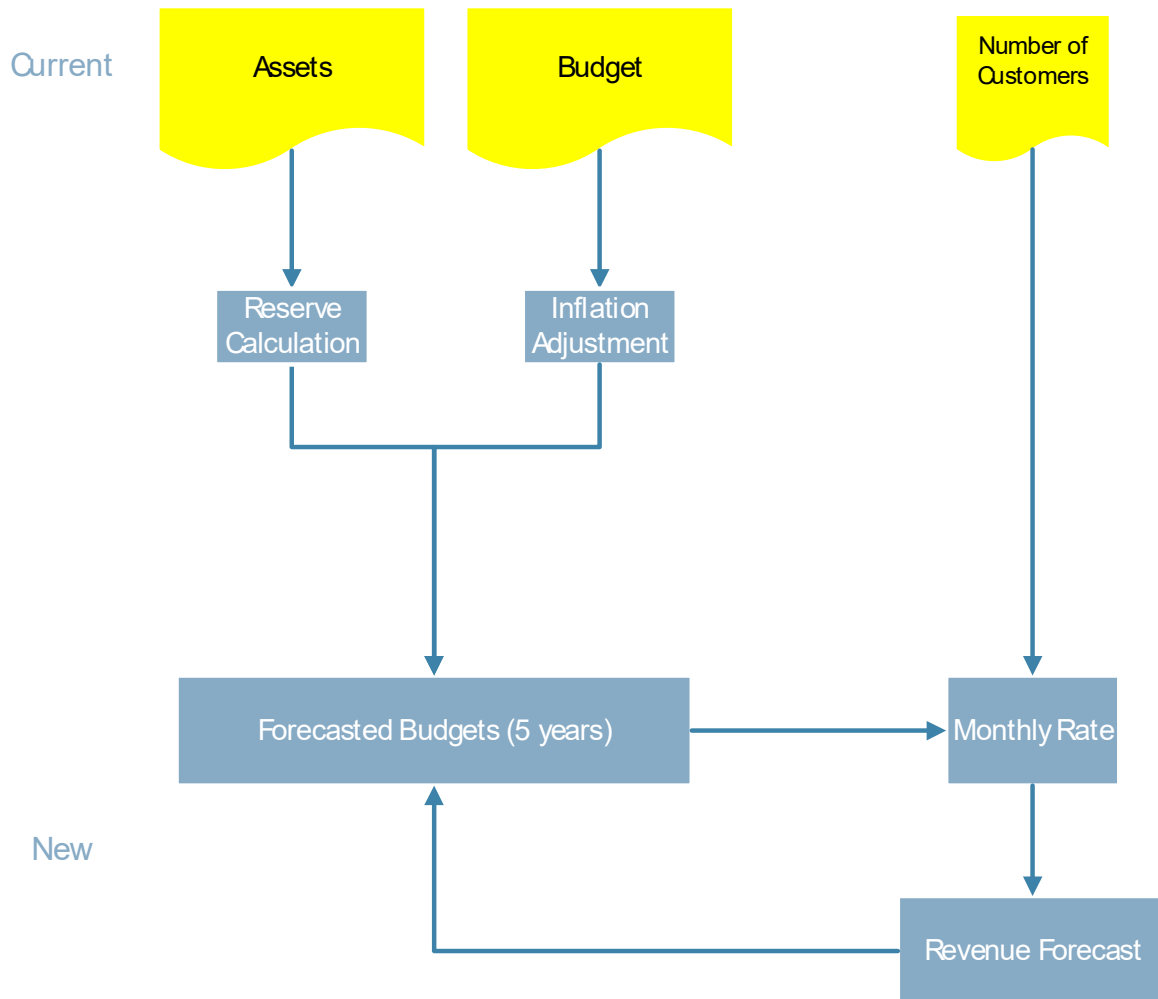 Current
Assets
Budget
Number of
Customers
Reserve
Calculation
Inflation
Adjustment
Forecasted Budgets (5 years)
Monthly Rate
New
Revenue Forecast